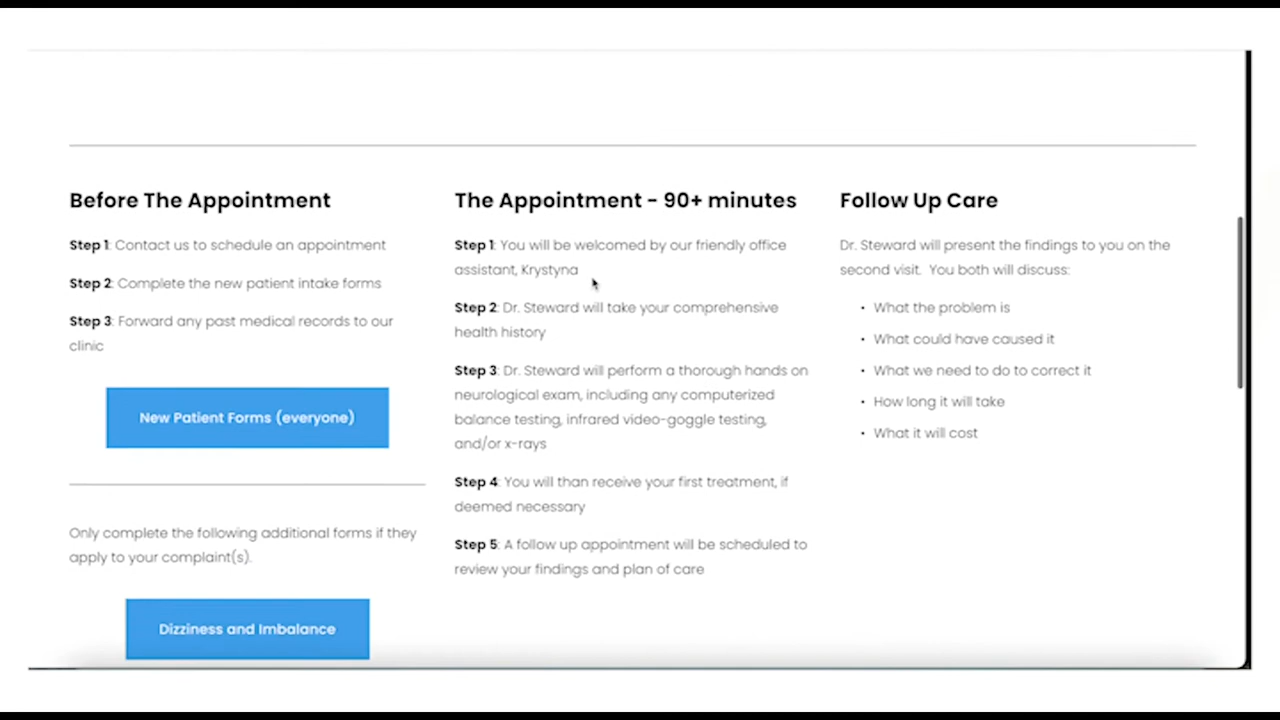 Before The Appointment
Step 1: Contact us to schedule an appointment
Step 2: Complete the new patient intake forms
Step 3: Forward any past medical records to our
clinic
New Patient Forms (everyone)
Only complete the following additional forms if they
apply to your complaint(s).
Dizziness and Imbalance
The Appointment - 90+ minutes
Step 1: You will be welcomed by our friendly office
assistant, Krystyna
Step 2: Dr. Steward will take your comprehensive
health history
Step 3: Dr. Steward will perform a thorough hands on
neurological exam, including any computerized
balance testing, infrared video-goggle testing,
and/or x-rays
Step 4: You will than receive your first treatment, if
deemed necessary
Step 5: A follow up appointment will be scheduled to
review your findings and plan of care
Follow Up Care
Dr. Steward will present the findings to you on the
second visit. You both will discuss:
• What the problem is
• What could have caused it
• What we need to do to correct it
• How long it will take
• What it will cost